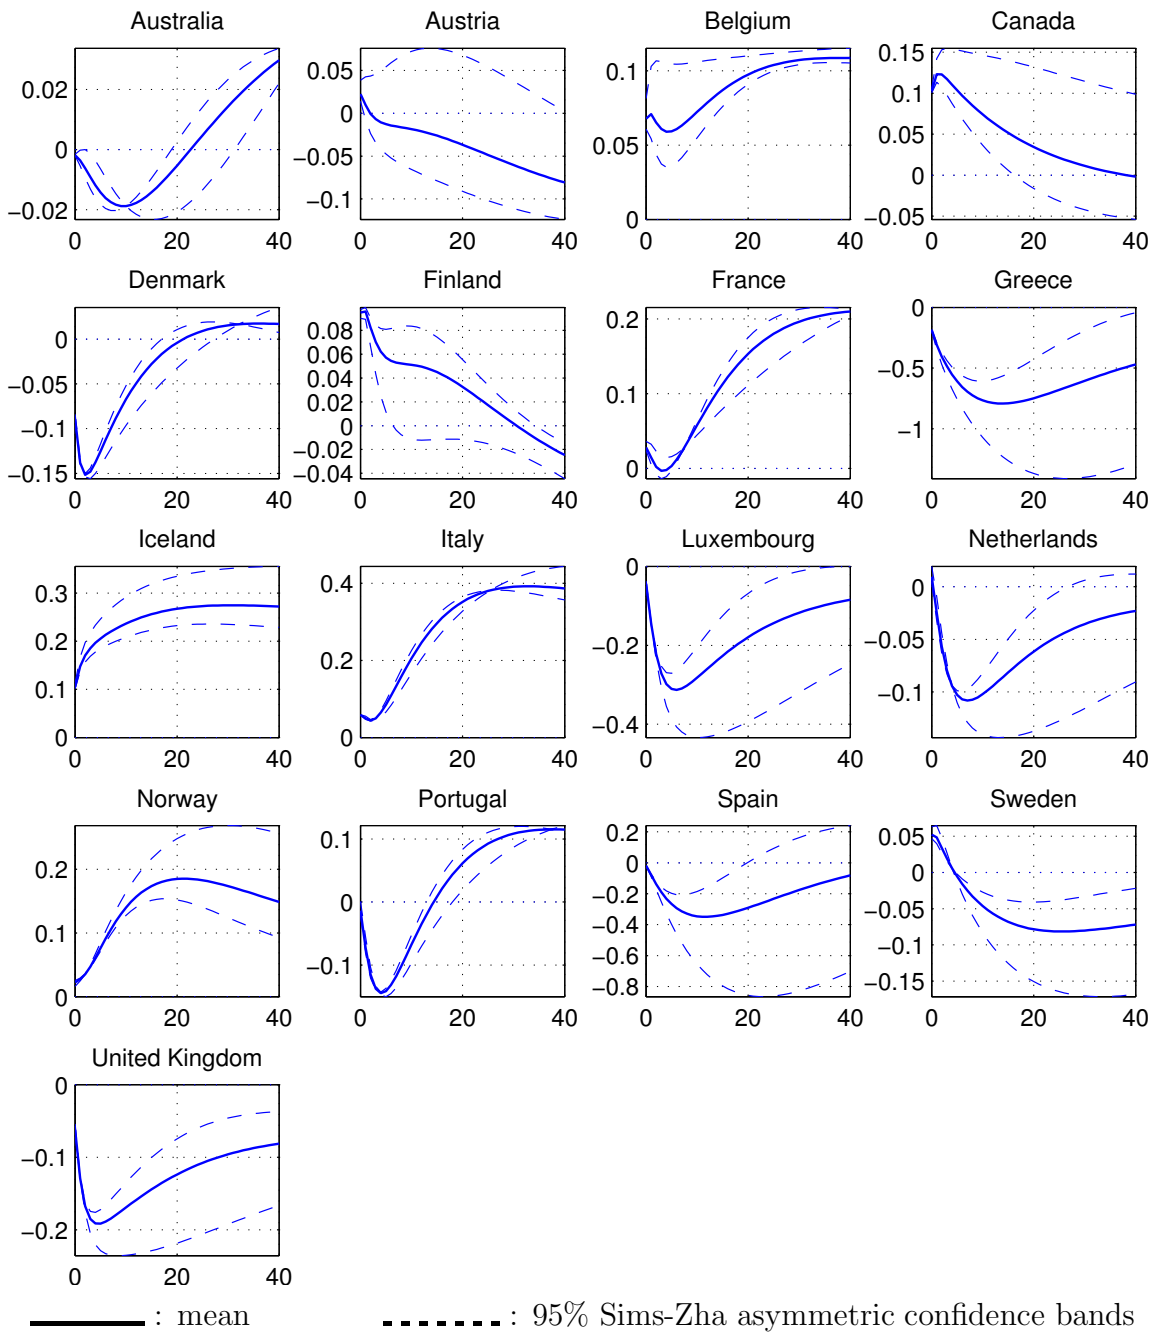 Australia Austria Belgium Canada
0.02
0
−0.02
0 20 40
0.05
0
−0.05
−0.1
0 20 40
0.1
0.05
0
0 20 40
0.15
0.1
0.05
0
−0.05
0 20 40
Denmark Finland France Greece
0
−0.05
−0.1
−0.15
0 20 40
0.08
0.06
0.04
0.02
0
−0.02
−0.04
0 20 40
0.2
0.1
0
0 20 40
0
−0.5
−1
0 20 40
Iceland Italy Luxembourg Netherlands
0.3
0.2
0.1
0
0 20 40
0.4
0.2
0
0 20 40
0
−0.2
−0.4
0 20 40
0
−0.05
−0.1
0 20 40
Norway Portugal Spain Sweden
0.2
0.1
0
0 20 40
0.1
0
−0.1
0 20 40
0.2
0
−0.2
−0.4
−0.6
−0.8
0 20 40
0.05
0
−0.05
−0.1
−0.15
0 20 40
United Kingdom
0
−0.1
−0.2
0 20 40
: mean : 95% Sims-Zha asymmetric confidence bands